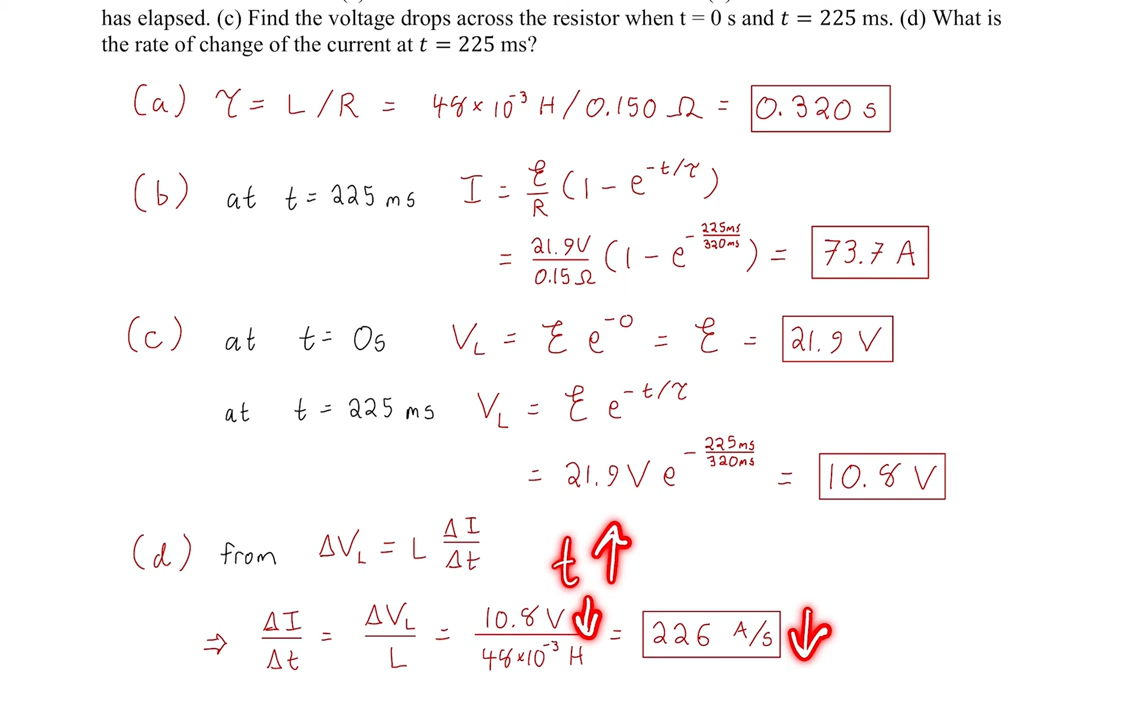 has elapsed. (c) Find the voltage drops across the resistor when t = 0 s and t = 225 ms. (d) What is
the rate of change of the current at t = 225 ms?
(a) τ = L/R = 48×10⁻³ H/0.150 Ω = 0.320 s
(b) at t = 225 ms I = ℰ/R (1 - e^(-t/τ))
= 21.9V/0.15Ω (1 - e^(-225ms/320ms)) = 73.7 A
(c) at t = 0s V_L = ℰ e^(-0) = ℰ = 21.9 V
at t = 225 ms V_L = ℰ e^(-t/τ)
= 21.9 V e^(-225ms/320ms) = 10.8 V
(d) from ΔV_L = L ΔI/Δt t ↑
⇒ ΔI/Δt = ΔV_L/L = 10.8 V ↓/48×10⁻³ H = 226 A/s ↓